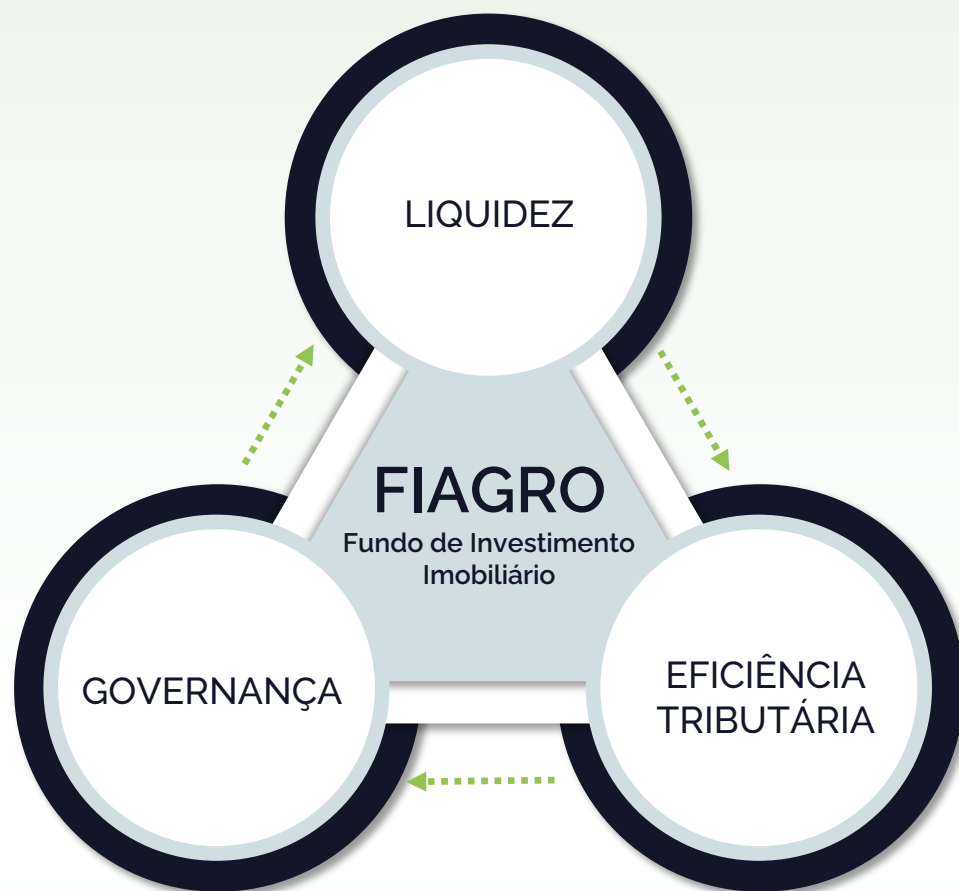 LIQUIDEZ
FIAGRO
Fundo de Investimento
Imobiliário
GOVERNANÇA
EFICIÊNCIA
TRIBUTÁRIA